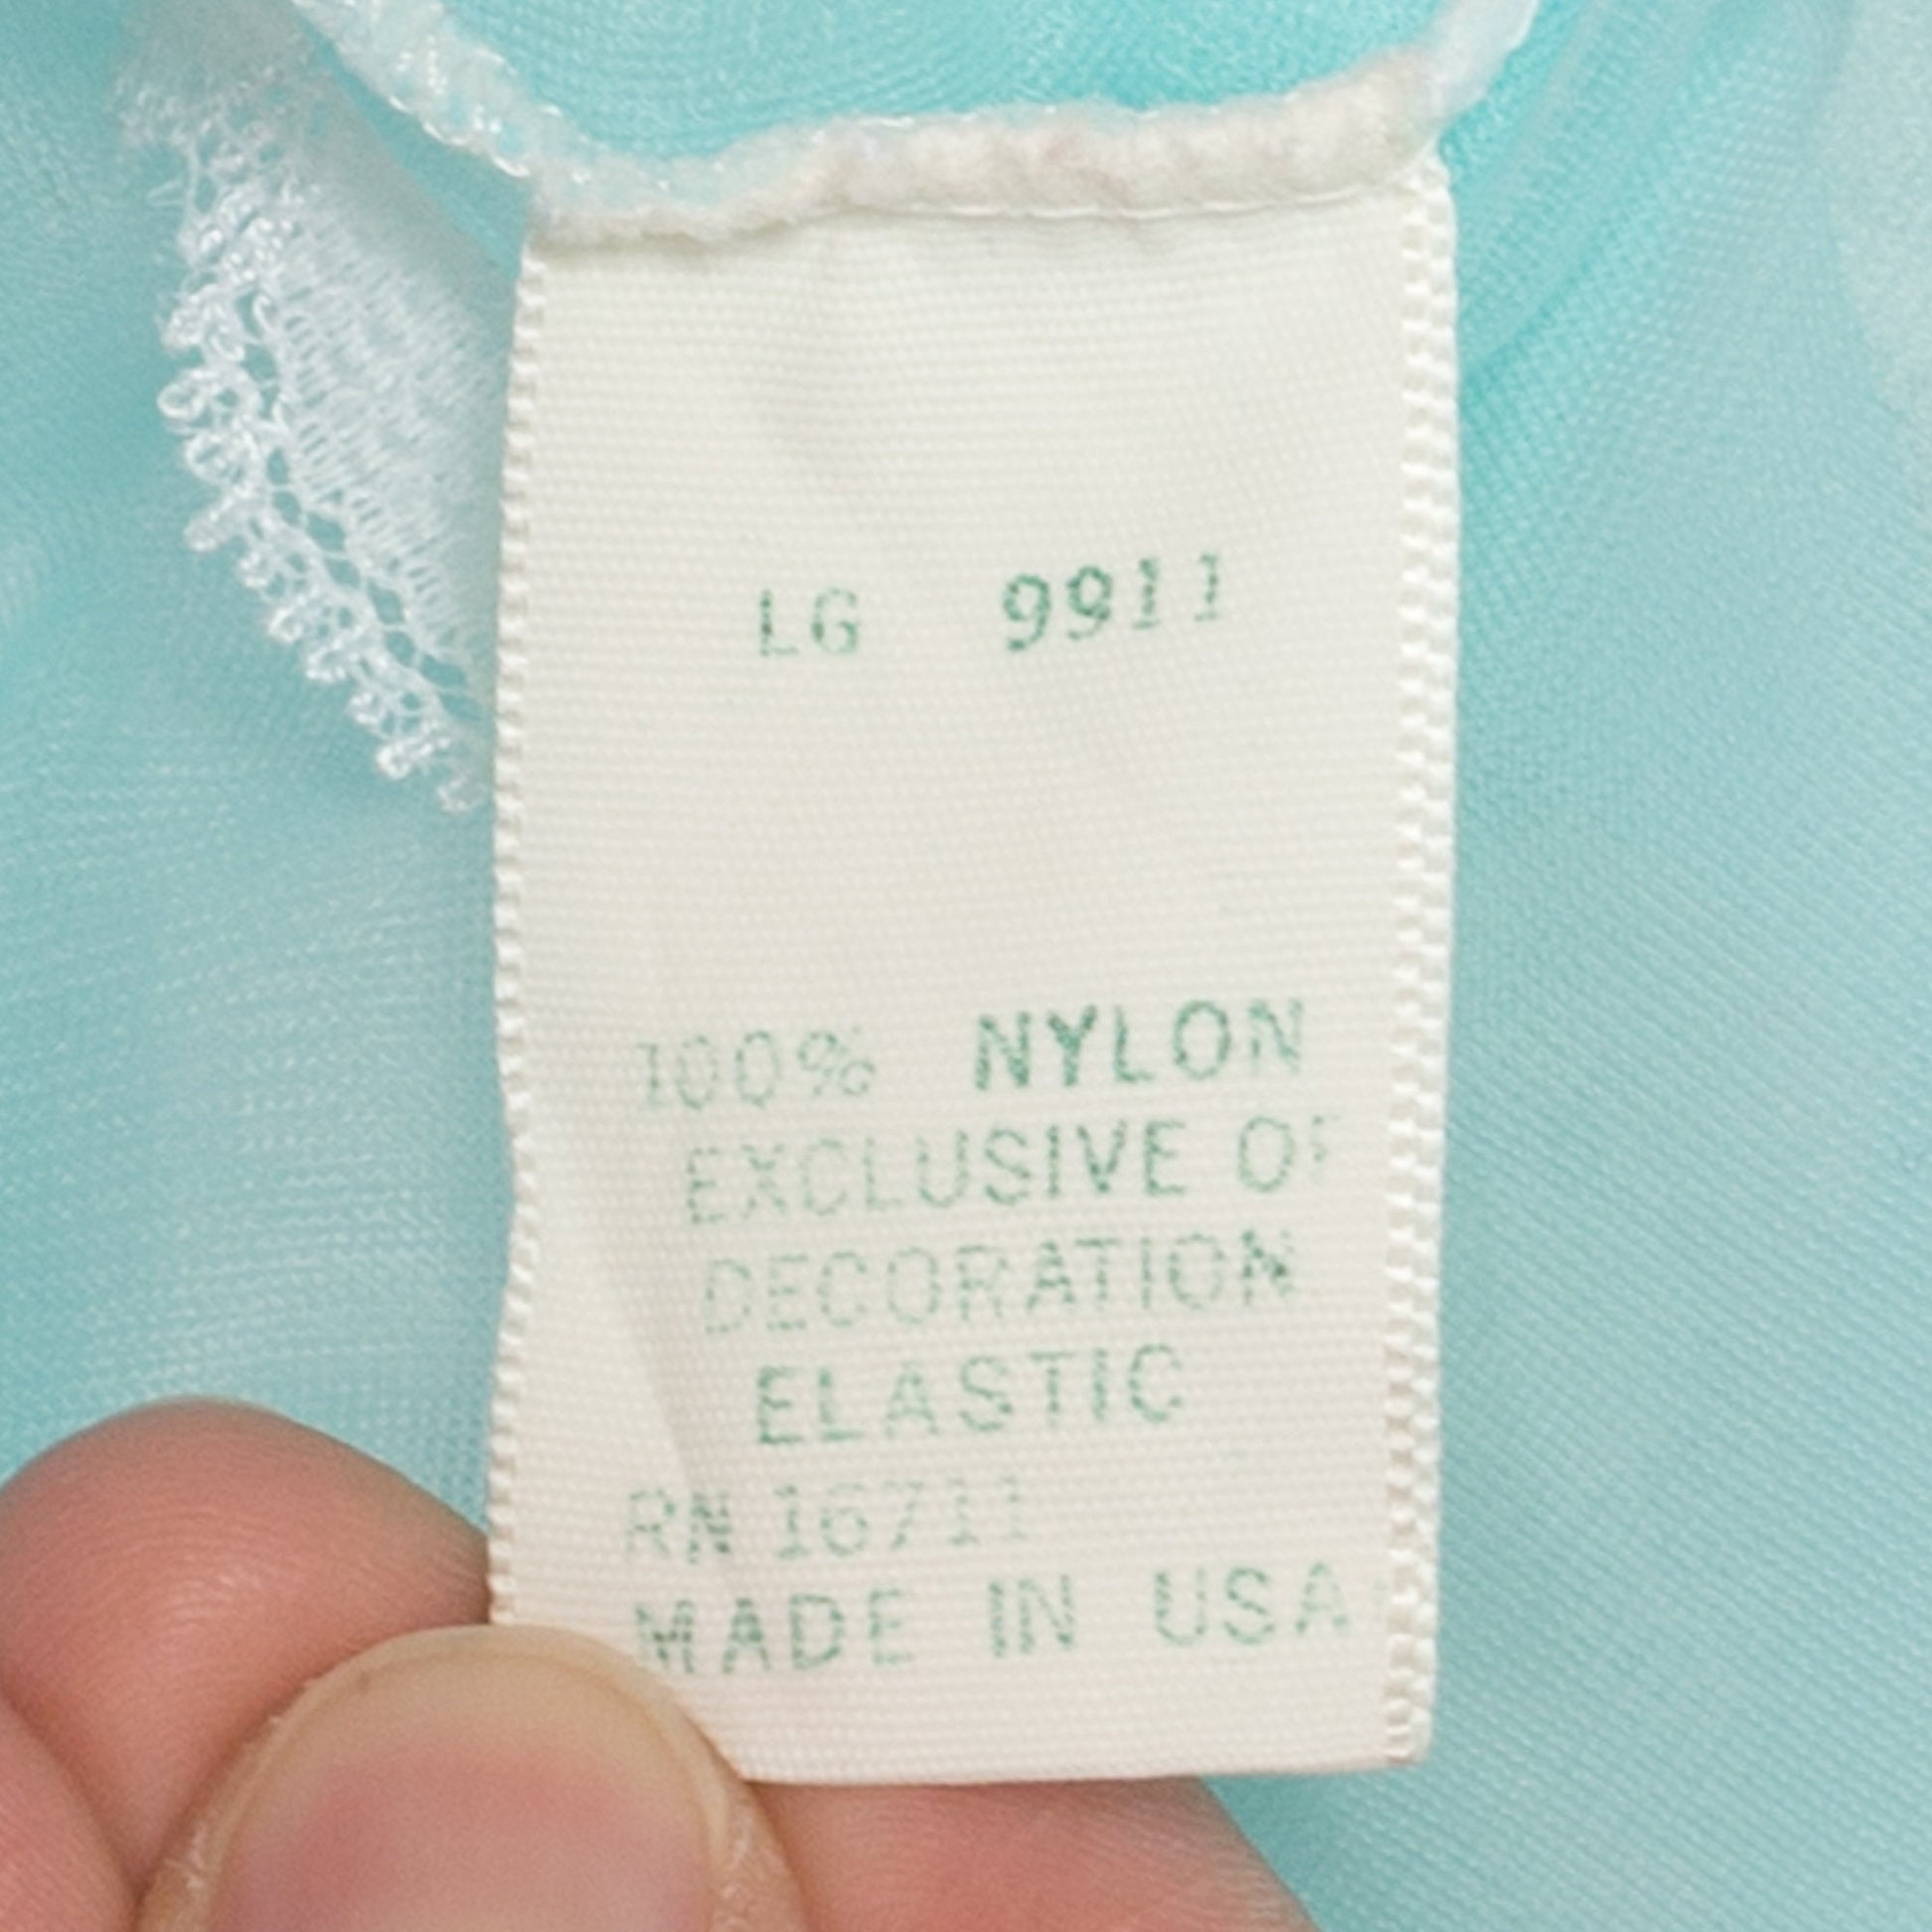 LG 9911
100% NYLON
EXCLUSIVE OF
DECORATION
ELASTIC
RN 16711
MADE IN USA